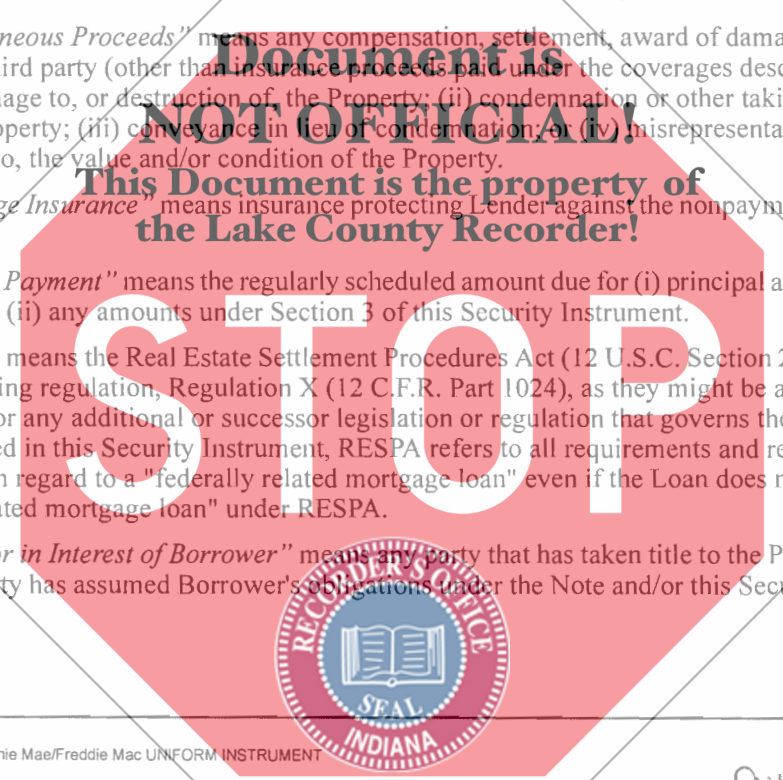 neous Proceeds" means any compensation, settlement, award of dama
Document is
ird party (other than insurance proceeds paid under the coverages desc
age to, or destruction of, the Property; (ii) condemnation or other taki
NOT OFFICIAL!
operty; (iii) conveyance in lieu of condemnation; or (iv) misrepresenta
o, the value and/or condition of the Property.
This Document is the property of
ge Insurance" means insurance protecting Lender against the nonpaym
the Lake County Recorder!
Payment" means the regularly scheduled amount due for (i) principal a
(ii) any amounts under Section 3 of this Security Instrument.
STOP
means the Real Estate Settlement Procedures Act (12 U.S.C. Section 2
ing regulation, Regulation X (12 C.F.R. Part 1024), as they might be a
or any additional or successor legislation or regulation that governs the
ed in this Security Instrument, RESPA refers to all requirements and re
n regard to a "federally related mortgage loan" even if the Loan does n
ated mortgage loan" under RESPA.
r in Interest of Borrower" means any party that has taken title to the P
ty has assumed Borrower's obligations under the Note and/or this Secu
RECORDER'S OFFICE
SEAL
INDIANA
nie Mae/Freddie Mac UNIFORM INSTRUMENT